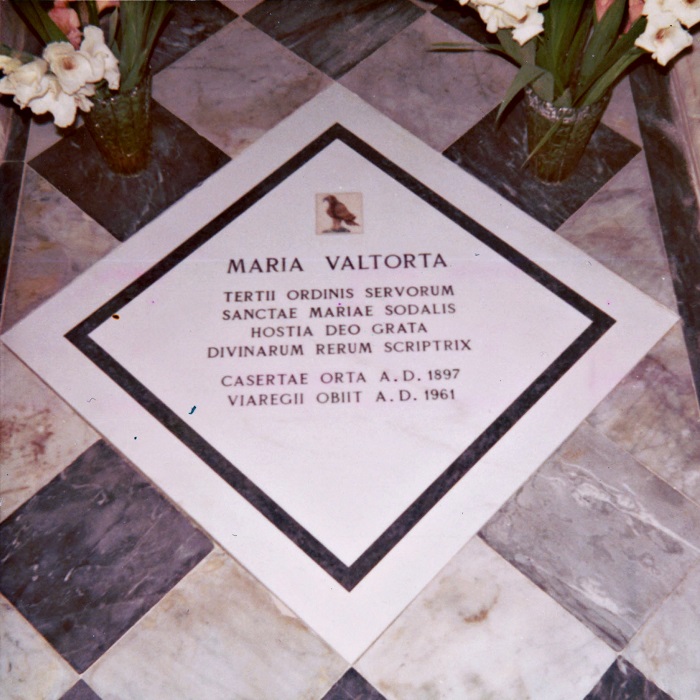 MARIA VALTORTA
TERTII ORDINIS SERVORUM
SANCTAE MARIAE SODALIS
HOSTIA DEO GRATA
DIVINARUM RERUM SCRIPTRIX
CASERTAE ORTA A.D. 1897
VIAREGII OBIIT A.D. 1961